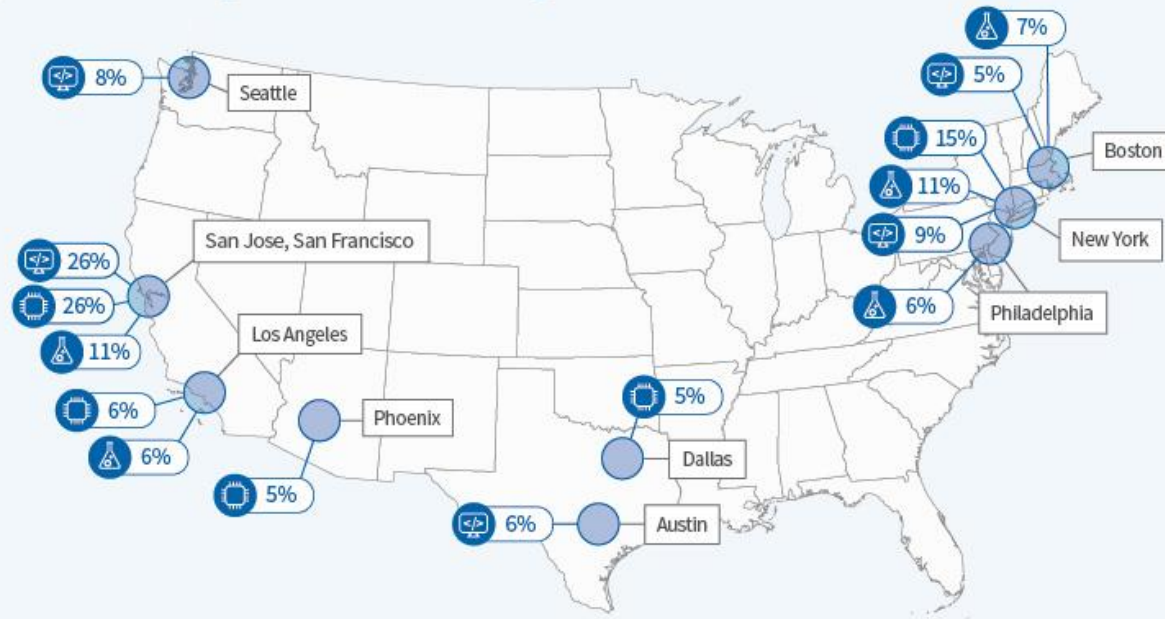 7%
8%
5%
Seattle
15%
Boston
11%
9%
New York
San Jose, San Francisco
26%
26%
6%
Philadelphia
Los Angeles
11%
6%
5%
Phoenix
6%
Dallas
5%
6%
Austin